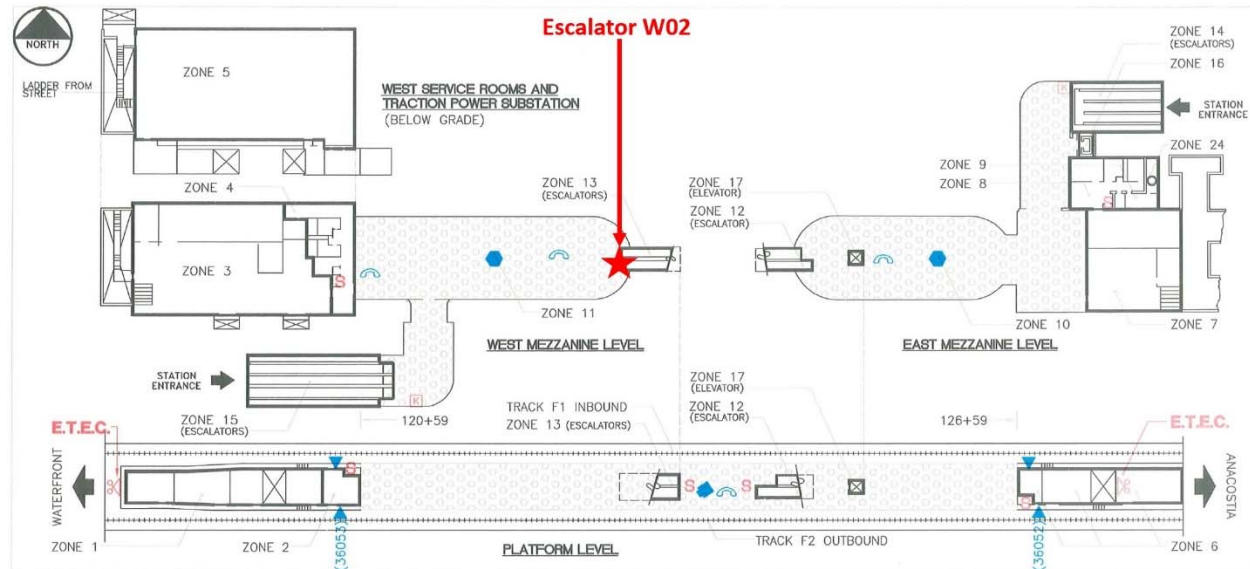 Escalator W02
NORTH
LADDER FROM
STREET
ZONE 5
WEST SERVICE ROOMS AND
TRACTION POWER SUBSTATION
(BELOW GRADE)
ZONE 14
(ESCALATORS)
ZONE 16
STATION
ENTRANCE
ZONE 4
ZONE 13
(ESCALATORS)
ZONE 17
(ELEVATOR)
ZONE 12
(ESCALATOR)
ZONE 9
ZONE 8
ZONE 24
ZONE 3
S
S
K
ZONE 11
WEST MEZZANINE LEVEL
ZONE 10
EAST MEZZANINE LEVEL
ZONE 7
STATION
ENTRANCE
K
ZONE 15
(ESCALATORS)
120+59
TRACK F1 INBOUND
ZONE 13 (ESCALATORS)
ZONE 17
(ELEVATOR)
ZONE 12
(ESCALATOR)
126+59
E.T.E.C.
E.T.E.C.
WATERFRONT
S
S
S
S
ANACOSTIA
ZONE 1
ZONE 2
(36053)
PLATFORM LEVEL
TRACK F2 OUTBOUND
(36052)
ZONE 6